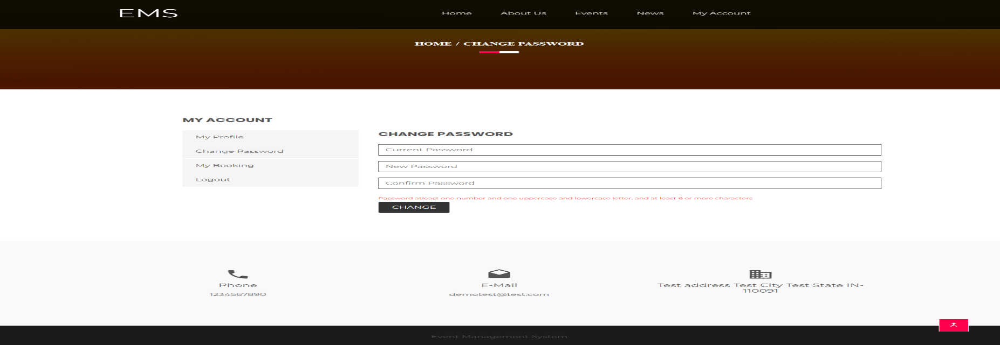 EMS
Home
About Us
Events
News
My Account
HOME / CHANGE PASSWORD
MY ACCOUNT
My Profile
Change Password
My Booking
Logout
CHANGE PASSWORD
Current Password
New Password
Confirm Password
Password atleast one number and one uppercase and lowercase letter, and at least 6 or more characters
CHANGE
Phone
1234567890
E-Mail
demotest@test.com
Test address Test City Test State IN-
110091
Event Management System